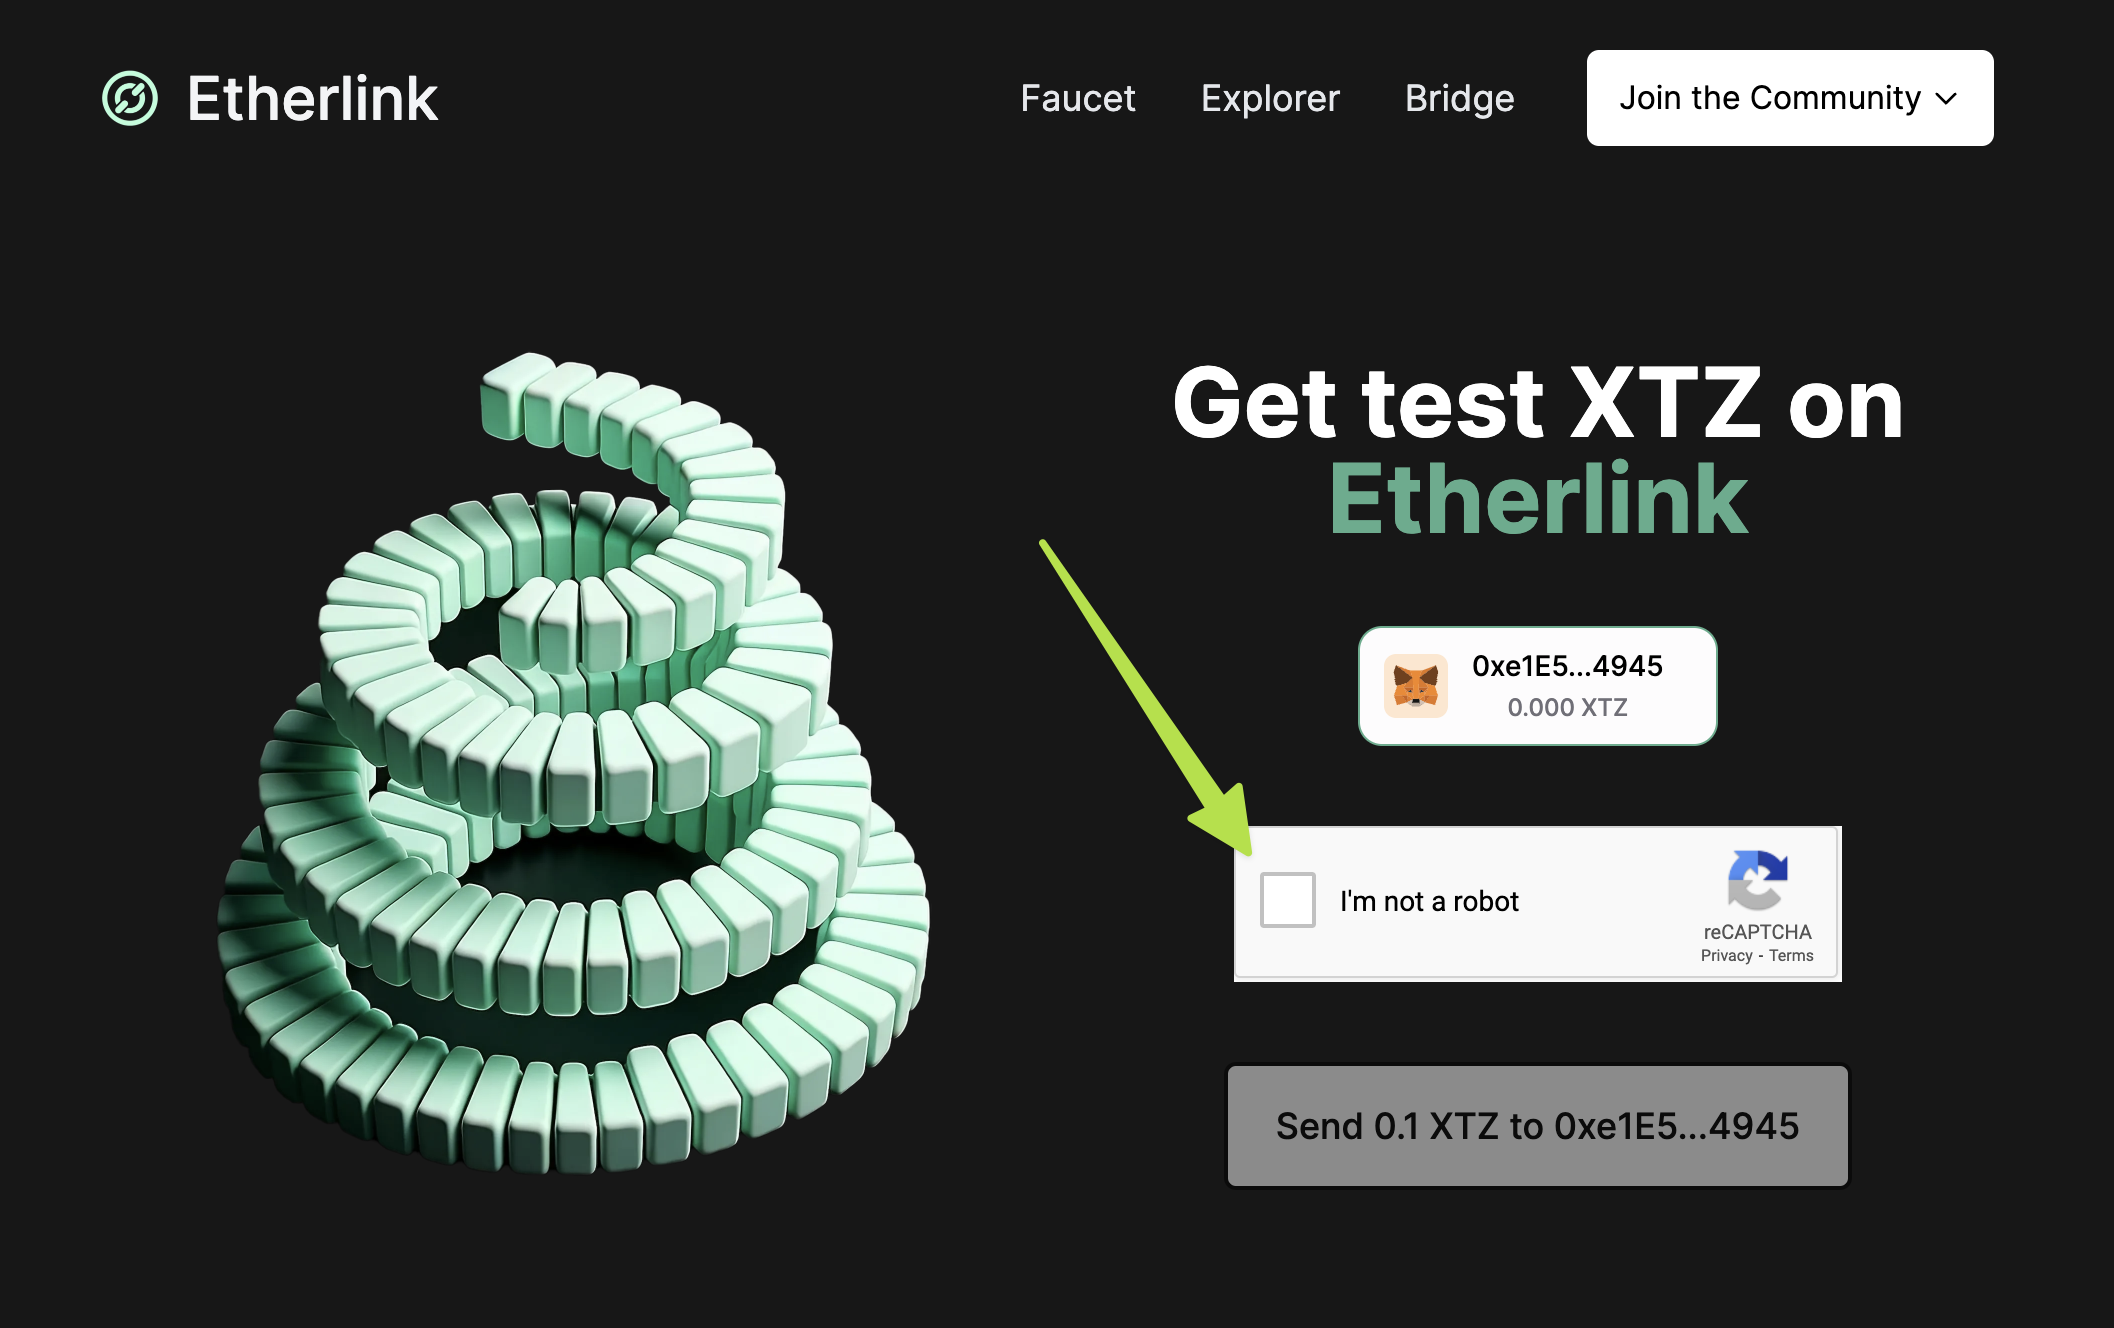 Etherlink
Faucet
Explorer
Bridge
Join the Community
Get test XTZ on
Etherlink
0xe1E5...4945
0.000 XTZ
I'm not a robot
reCAPTCHA
Privacy - Terms
Send 0.1 XTZ to 0xe1E5...4945